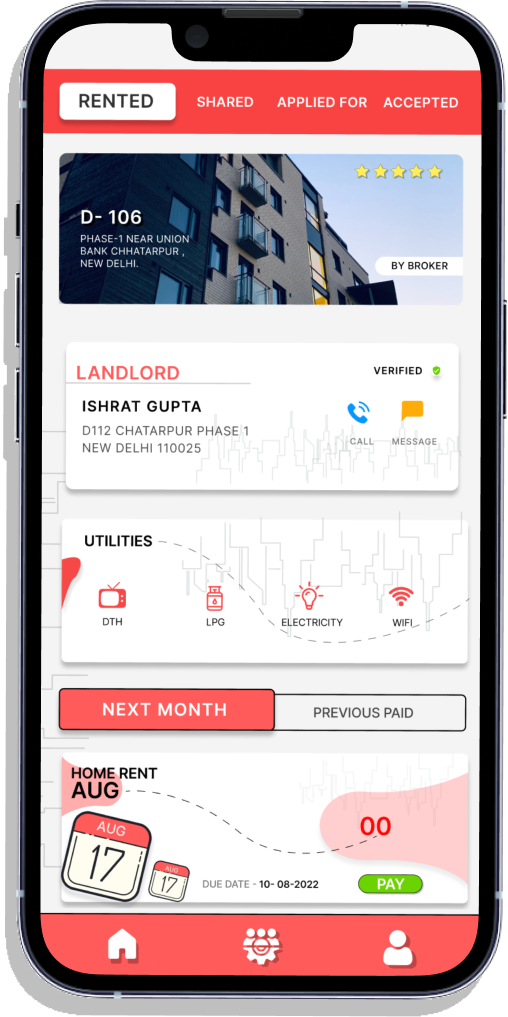 RENTED SHARED APPLIED FOR ACCEPTED
D- 106
PHASE-1 NEAR UNION
BANK CHHATARPUR ,
NEW DELHI.
BY BROKER
LANDLORD
VERIFIED
ISHRAT GUPTA
D112 CHATARPUR PHASE 1
NEW DELHI 110025
CALL MESSAGE
UTILITIES
DTH LPG ELECTRICITY WIFI
NEXT MONTH PREVIOUS PAID
HOME RENT
AUG
AUG
17
AUG
17
00
DUE DATE - 10- 08-2022
PAY